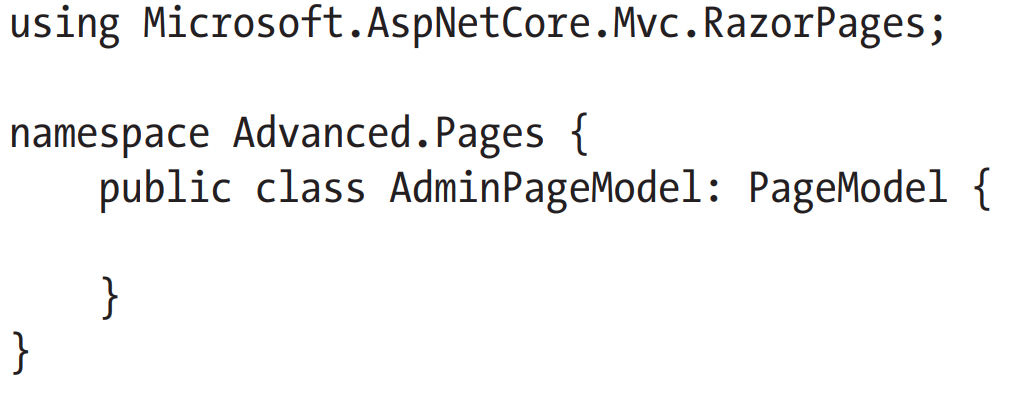 using Microsoft.AspNetCore.Mvc.RazorPages;
namespace Advanced.Pages {
    public class AdminPageModel: PageModel {
    }
}